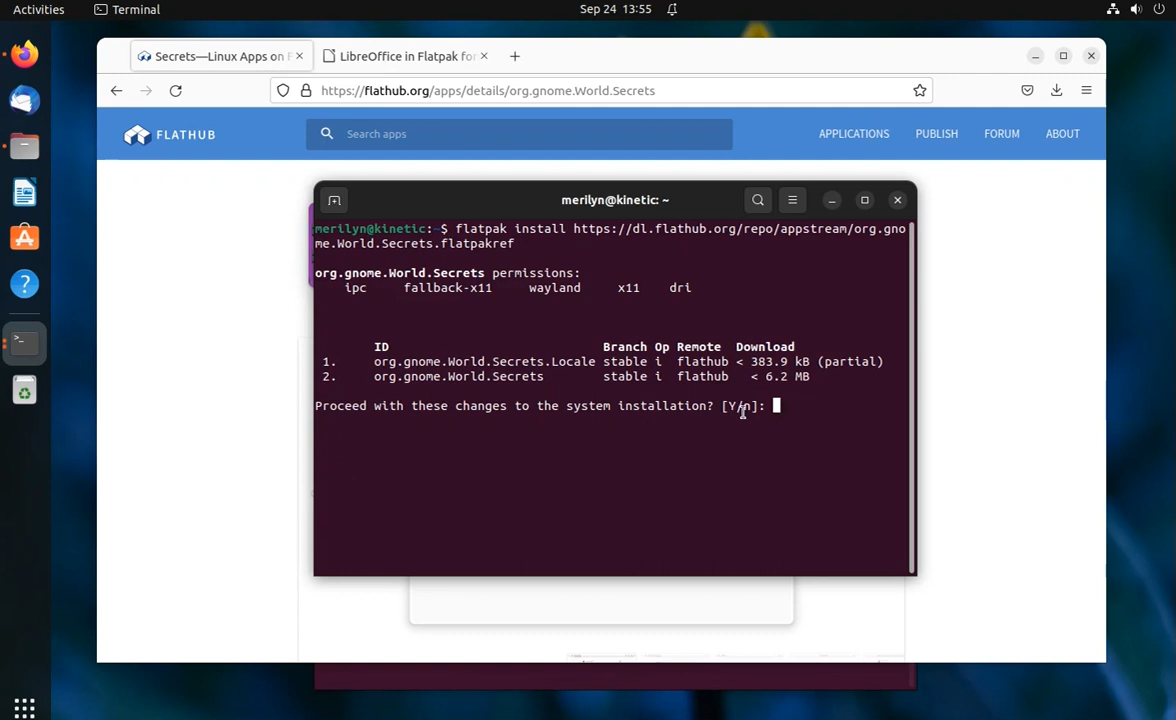 Activities
Terminal
Sep 24 13:55
Secrets—Linux Apps on F
LibreOffice in Flatpak for
https://flathub.org/apps/details/org.gnome.World.Secrets
FLATHUB
Search apps
APPLICATIONS
PUBLISH
FORUM
ABOUT
merilyn@kinetic: ~
merilyn@kinetic:~$ flatpak install https://dl.flathub.org/repo/appstream/org.gno
me.World.Secrets.flatpakref
org.gnome.World.Secrets permissions:
ipc fallback-x11 wayland x11 dri
ID Branch Op Remote Download
1. org.gnome.World.Secrets.Locale stable i flathub < 383.9 kB (partial)
2. org.gnome.World.Secrets stable i flathub < 6.2 MB
Proceed with these changes to the system installation? [Y/n]: